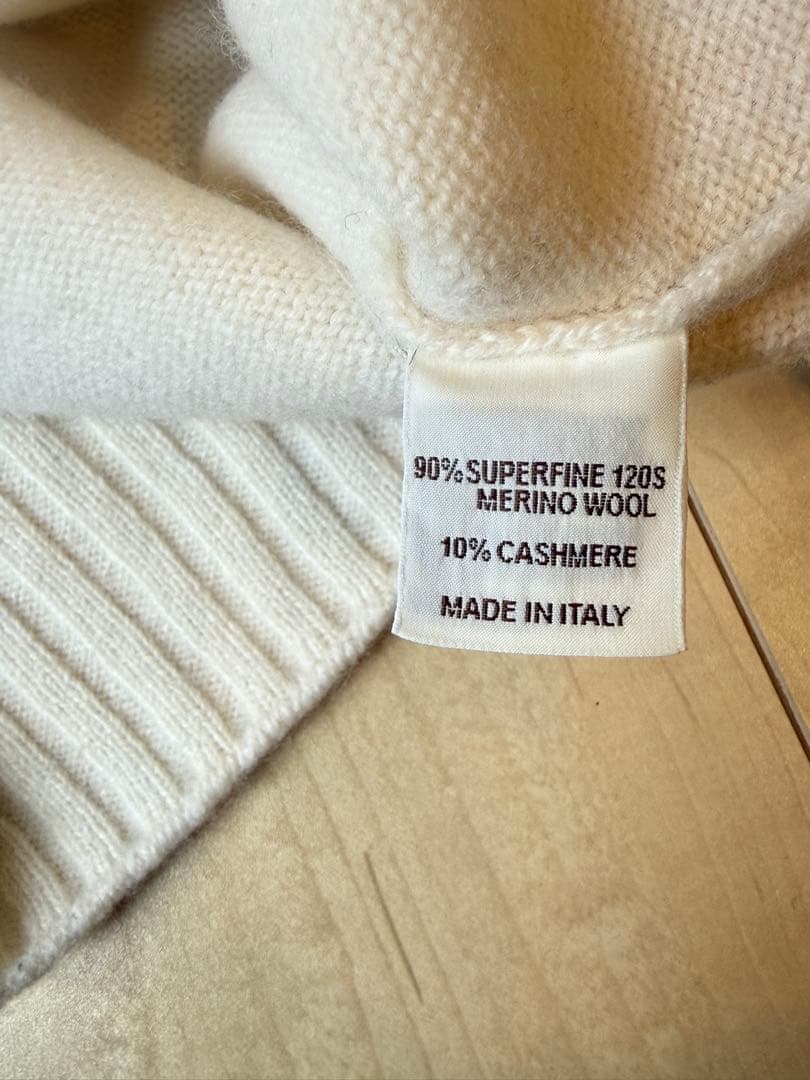 90% SUPERFINE 120S
MERINO WOOL
10% CASHMERE
MADE IN ITALY